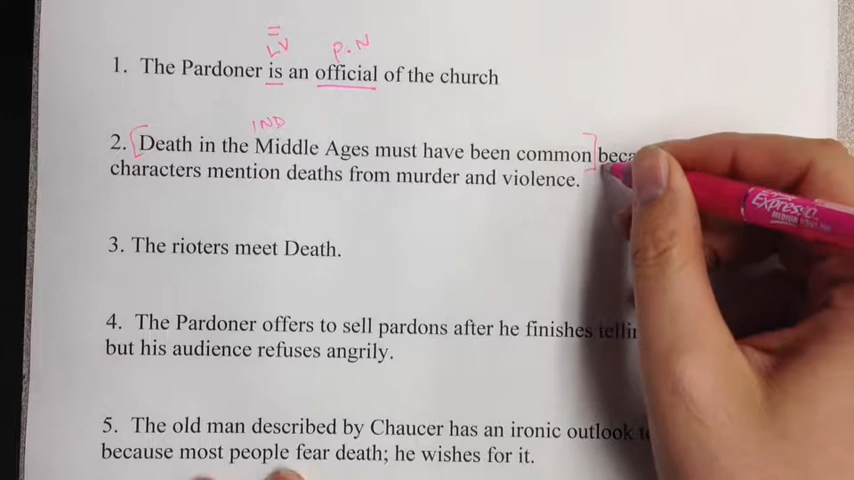 =
LV P.N
1. The Pardoner is an official of the church
IND
2. [Death in the Middle Ages must have been common]
characters mention deaths from murder and violence.
3. The rioters meet Death.
4. The Pardoner offers to sell pardons after he finishes
but his audience refuses angrily.
5. The old man described by Chaucer has an ironic outlook
because most people fear death; he wishes for it.
Expresso
MEDIUM